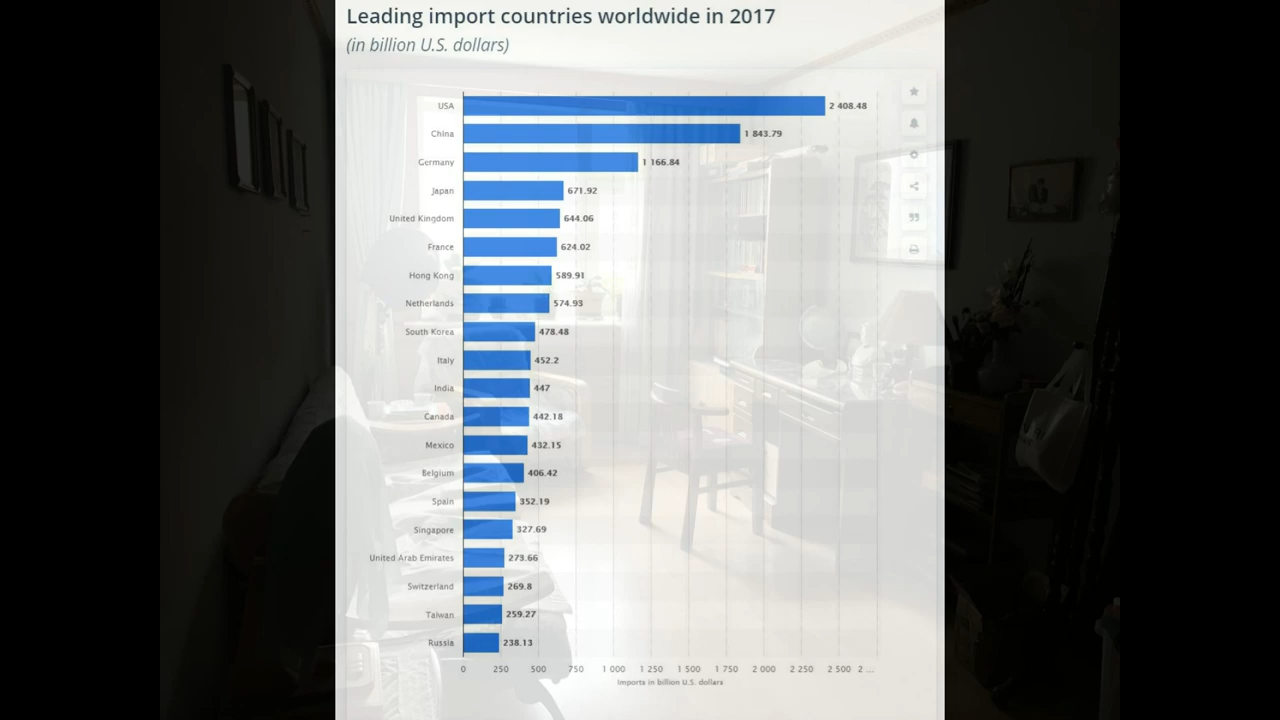 Leading import countries worldwide in 2017
(in billion U.S. dollars)
USA 2 408.48
China 1 843.79
Germany 1 166.84
Japan 671.92
United Kingdom 644.06
France 624.02
Hong Kong 589.91
Netherlands 574.93
South Korea 478.48
Italy 452.2
India 447
Canada 442.18
Mexico 432.15
Belgium 406.42
Spain 352.19
Singapore 327.69
United Arab Emirates 273.66
Switzerland 269.8
Taiwan 259.27
Russia 238.13
0 250 500 750 1 000 1 250 1 500 1 750 2 000 2 250 2 500 2 ...
Imports in billion U.S. dollars